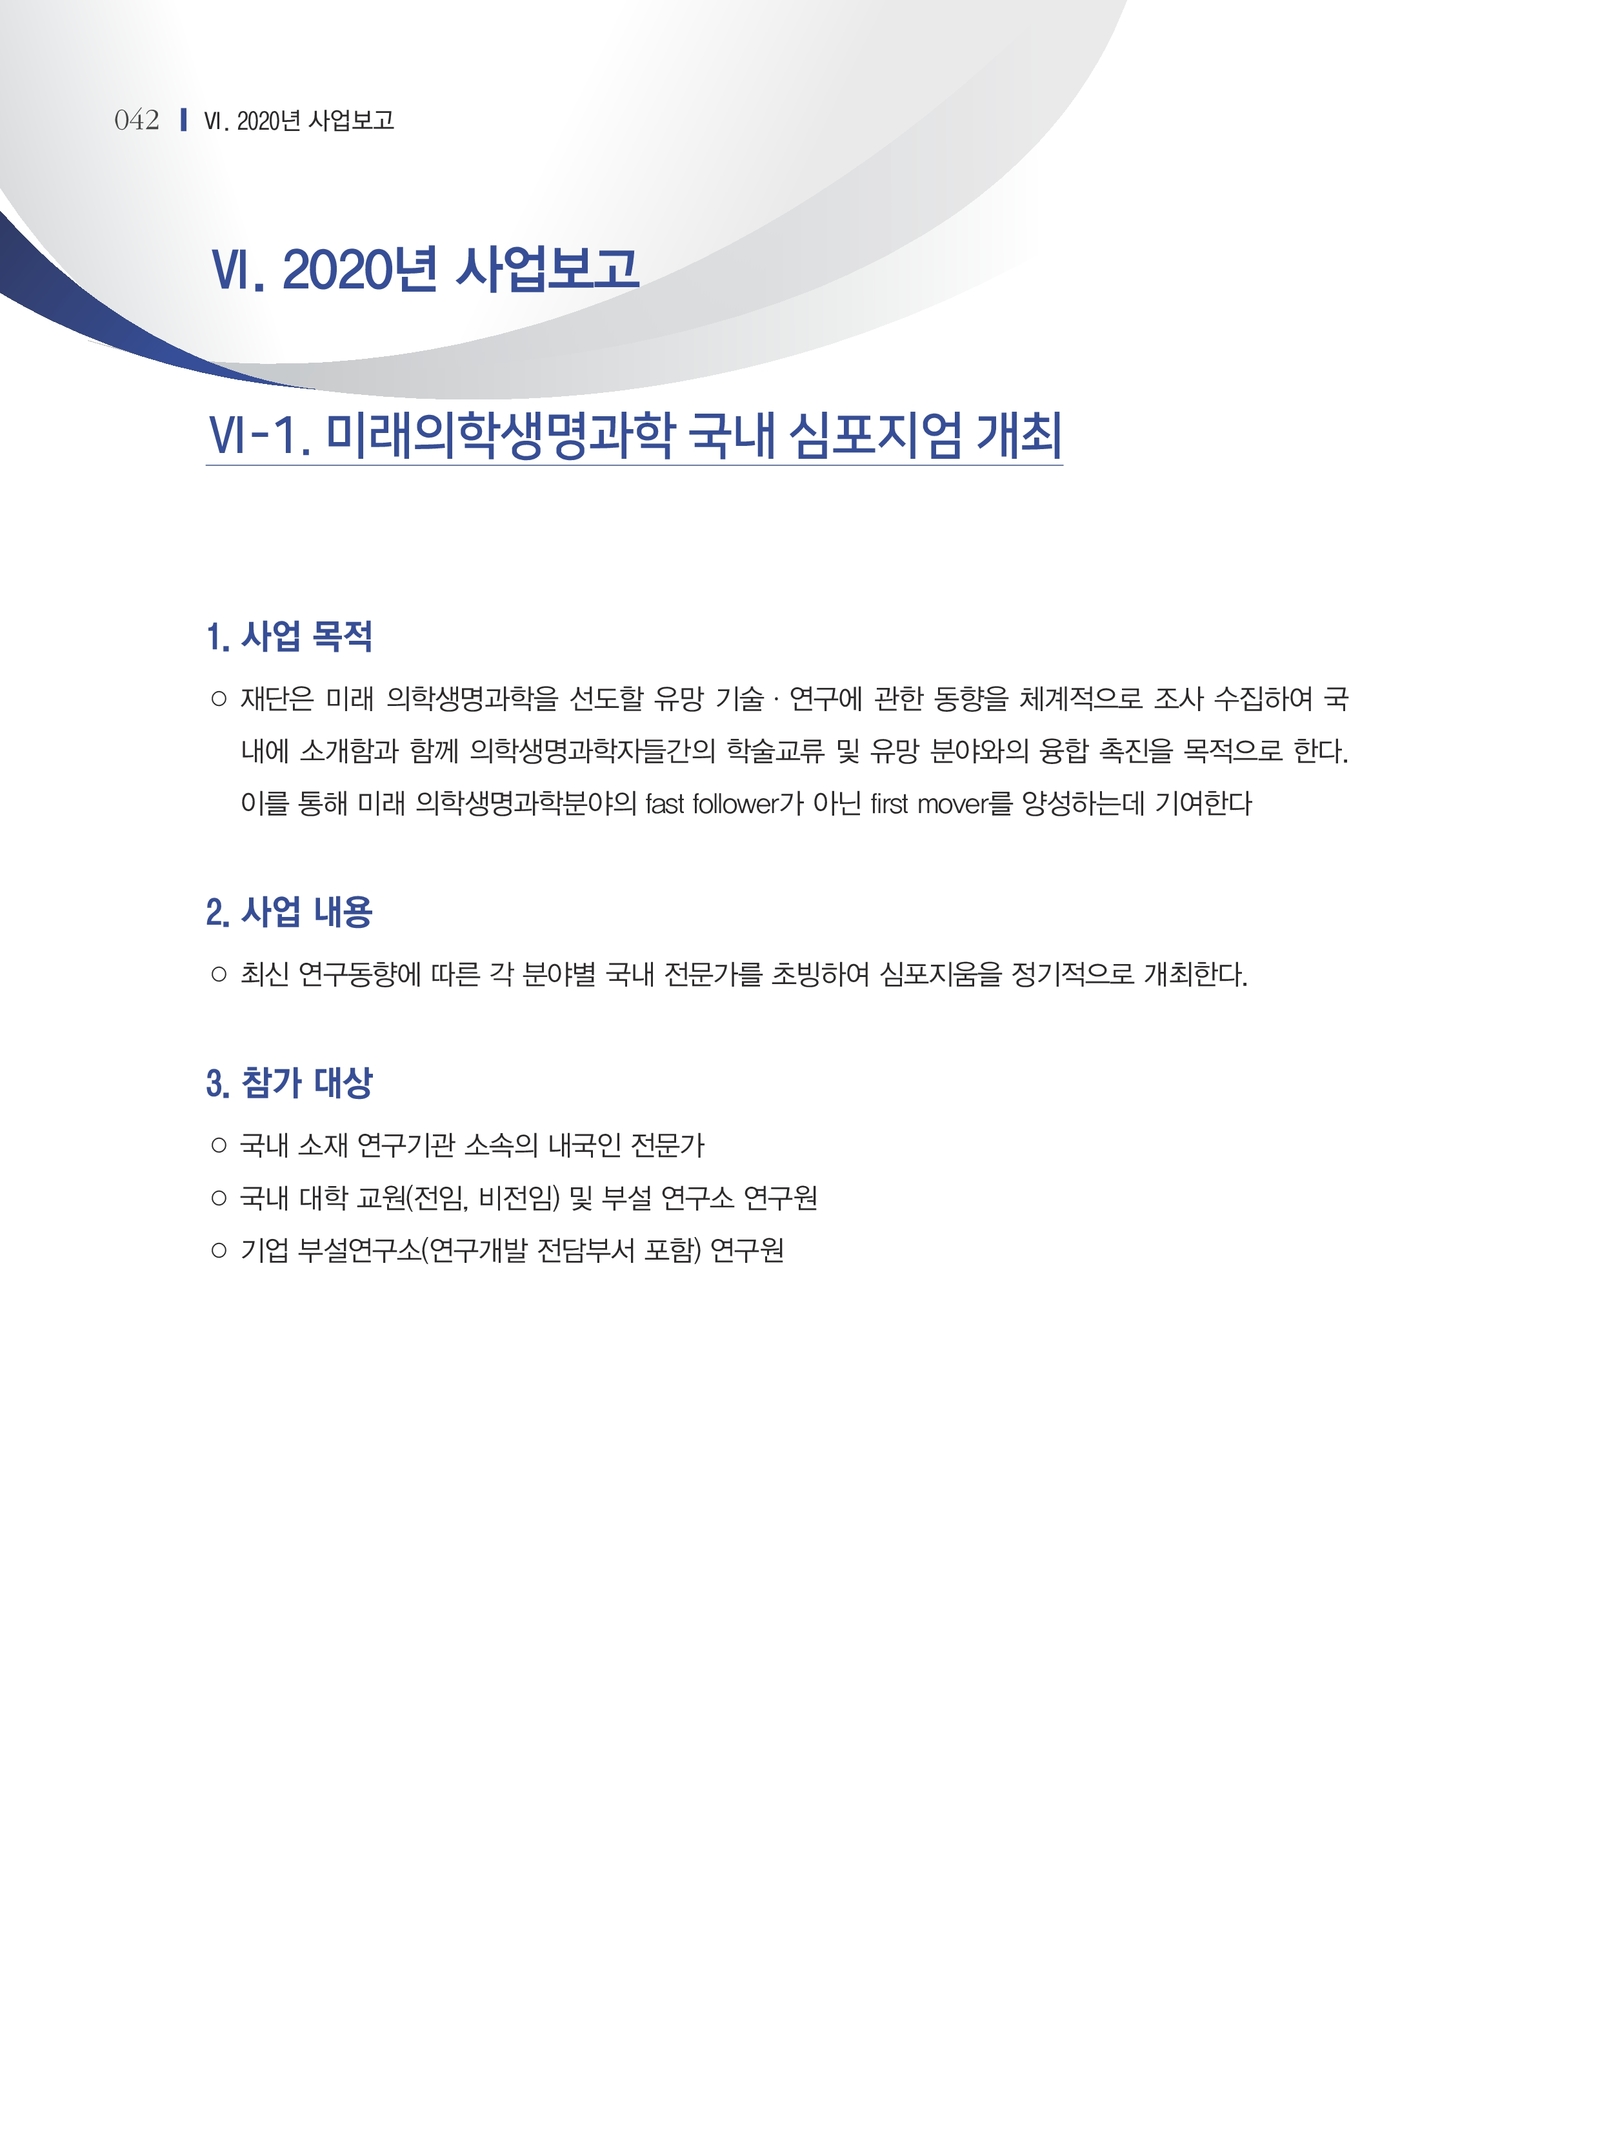 042 Ⅵ. 2020년 사업보고
Ⅵ. 2020년 사업보고
Ⅵ-1. 미래의학생명과학 국내 심포지엄 개최
1. 사업 목적
○ 재단은 미래 의학생명과학을 선도할 유망 기술 · 연구에 관한 동향을 체계적으로 조사 수집하여 국
내에 소개함과 함께 의학생명과학자들간의 학술교류 및 유망 분야와의 융합 촉진을 목적으로 한다.
이를 통해 미래 의학생명과학분야의 fast follower가 아닌 first mover를 양성하는데 기여한다
2. 사업 내용
○ 최신 연구동향에 따른 각 분야별 국내 전문가를 초빙하여 심포지움을 정기적으로 개최한다.
3. 참가 대상
○ 국내 소재 연구기관 소속의 내국인 전문가
○ 국내 대학 교원(전임, 비전임) 및 부설 연구소 연구원
○ 기업 부설연구소(연구개발 전담부서 포함) 연구원